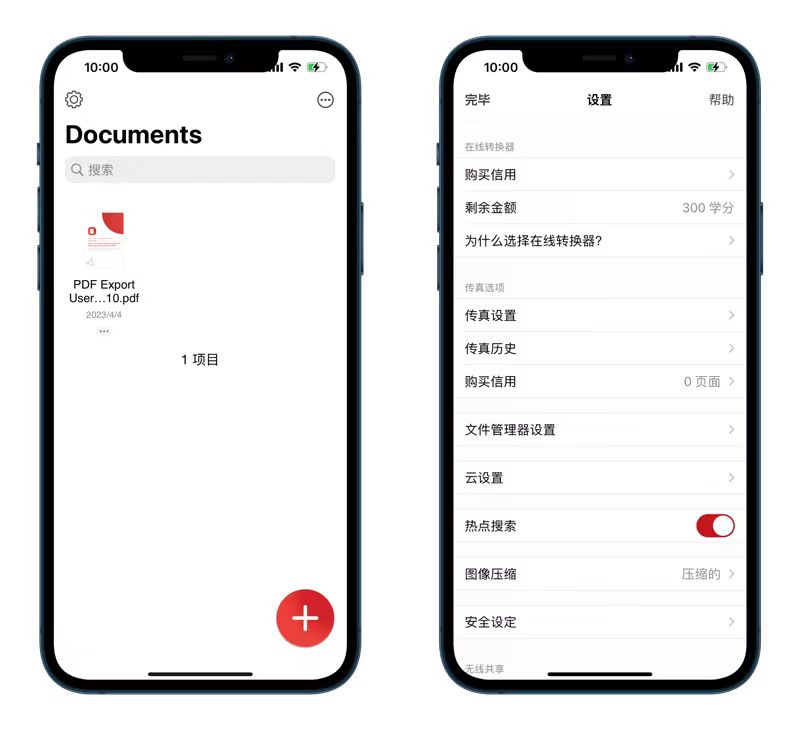 10:00
Documents
搜索
PDF Export
User...10.pdf
2023/4/4
1 项目
10:00
完毕
设置
帮助
在线转换器
购买信用
剩余金额
300 学分
为什么选择在线转换器?
传真选项
传真设置
传真历史
购买信用
0 页面
文件管理器设置
云设置
热点搜索
图像压缩
压缩的
安全设定
无线共享